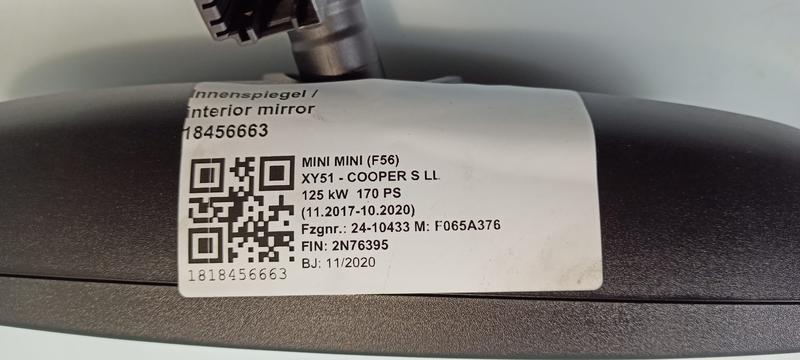 Innenspiegel /
interior mirror
18456663
MINI MINI (F56)
XY51 - COOPER S LL
125 kW 170 PS
(11.2017-10.2020)
Fzgnr.: 24-10433 M: F065A376
FIN: 2N76395
BJ: 11/2020
1818456663